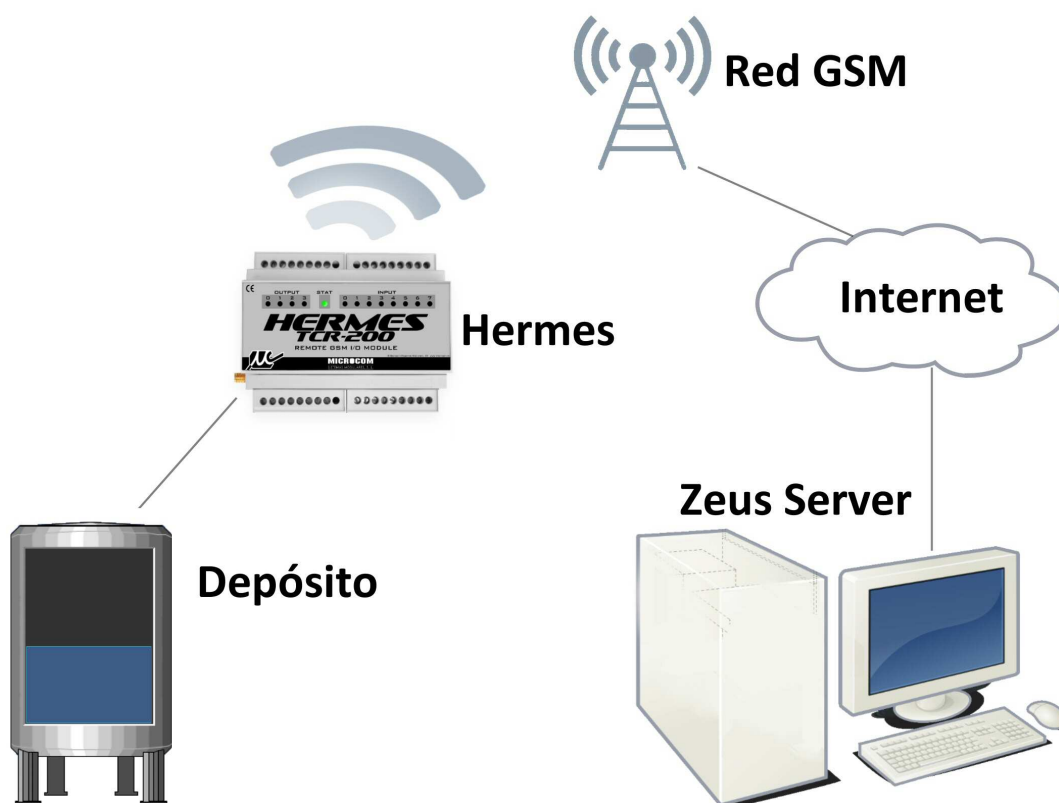 Red GSM
Internet
CE
OUTPUT STAT INPUT
0 1 2 3 0 1 2 3 4 5 6 7
HERMES
TCR-200
REMOTE GSM I/O MODULE
MICROCOM
Hermes
Zeus Server
Depósito